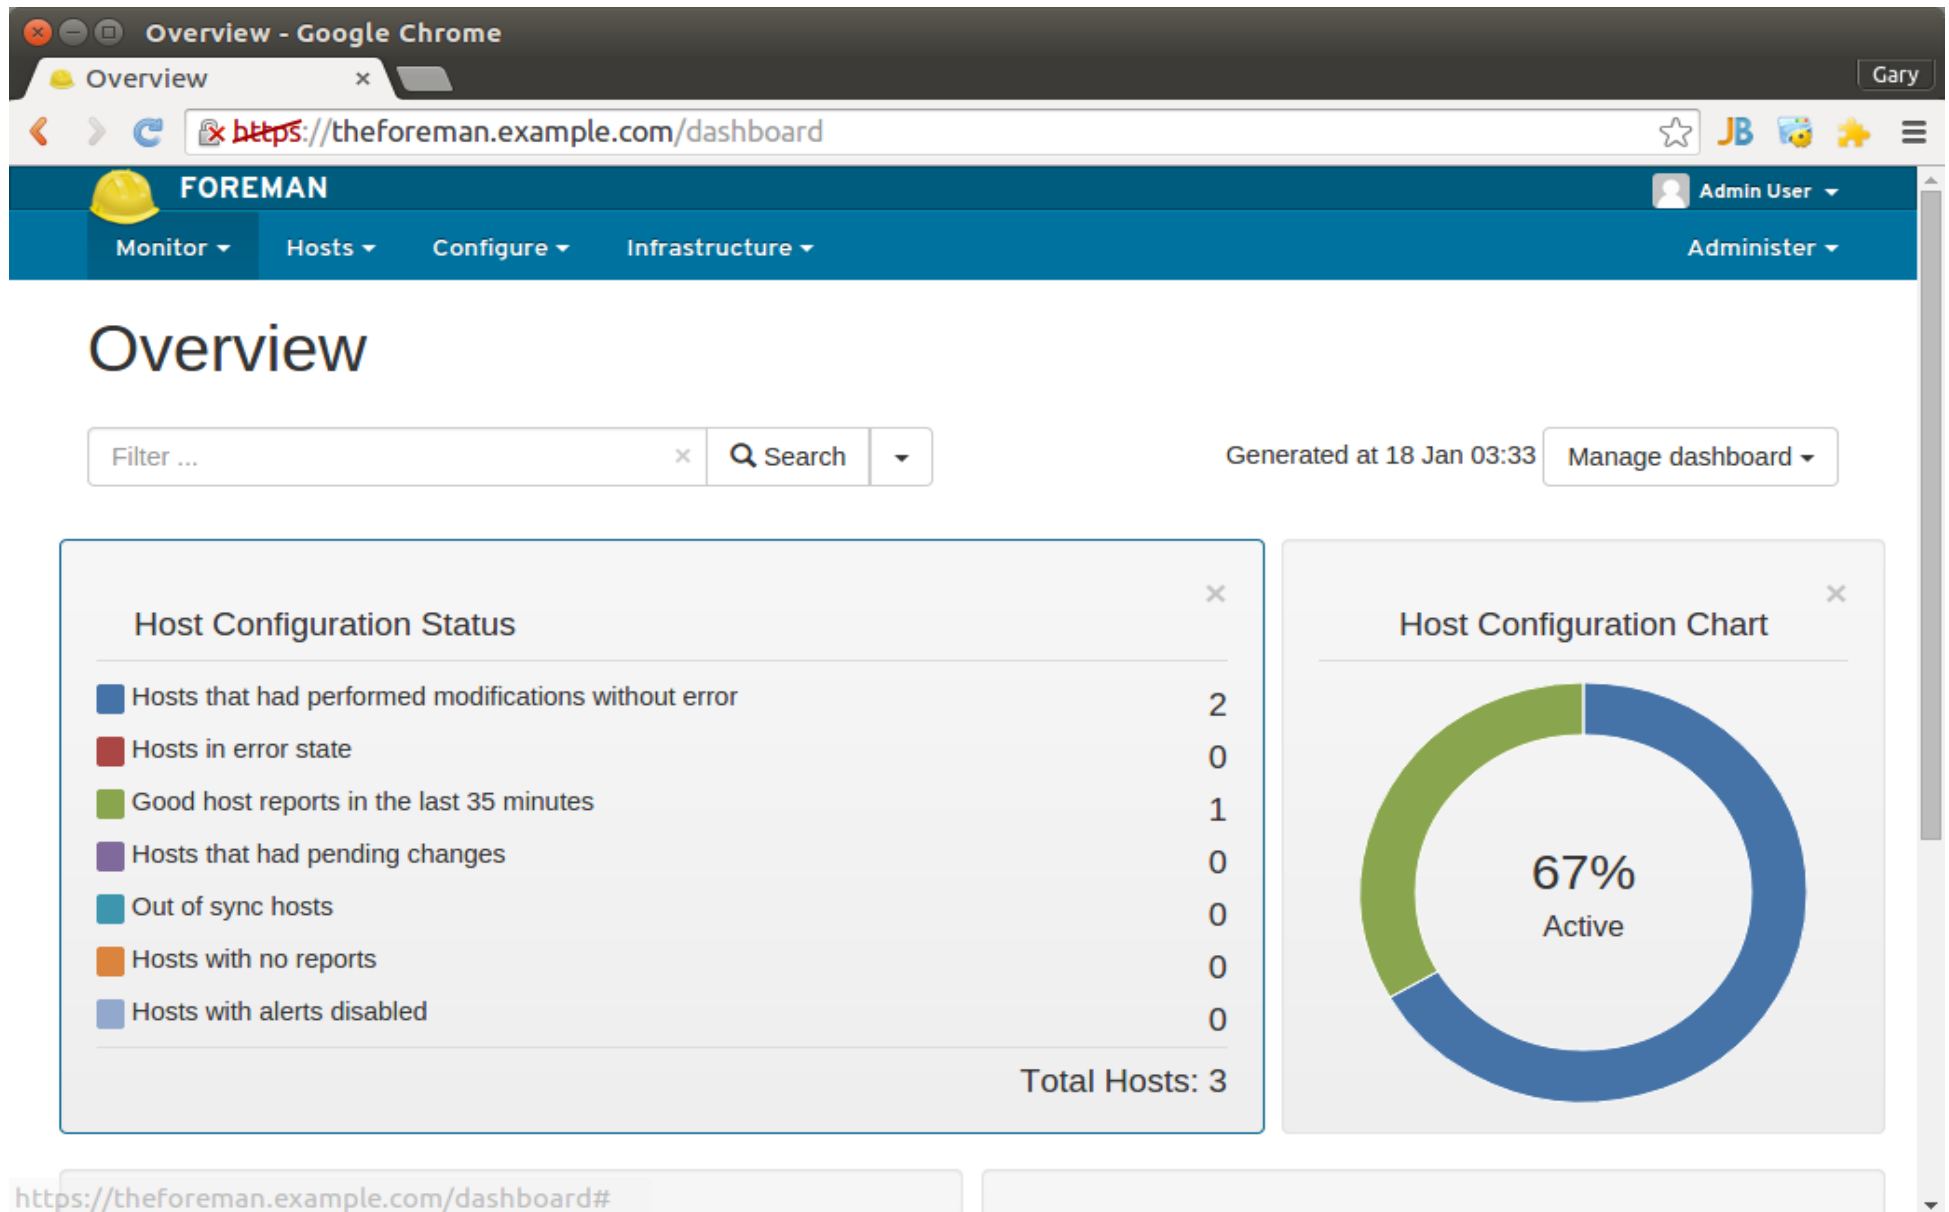 Overview - Google Chrome
Overview
Gary
https://theforeman.example.com/dashboard
JB
FOREMAN
Admin User
Monitor Hosts Configure Infrastructure Administer
Overview
Filter ...
Search
Generated at 18 Jan 03:33
Manage dashboard
Host Configuration Status
Hosts that had performed modifications without error 2
Hosts in error state 0
Good host reports in the last 35 minutes 1
Hosts that had pending changes 0
Out of sync hosts 0
Hosts with no reports 0
Hosts with alerts disabled 0
Total Hosts: 3
Host Configuration Chart
67%
Active
https://theforeman.example.com/dashboard#